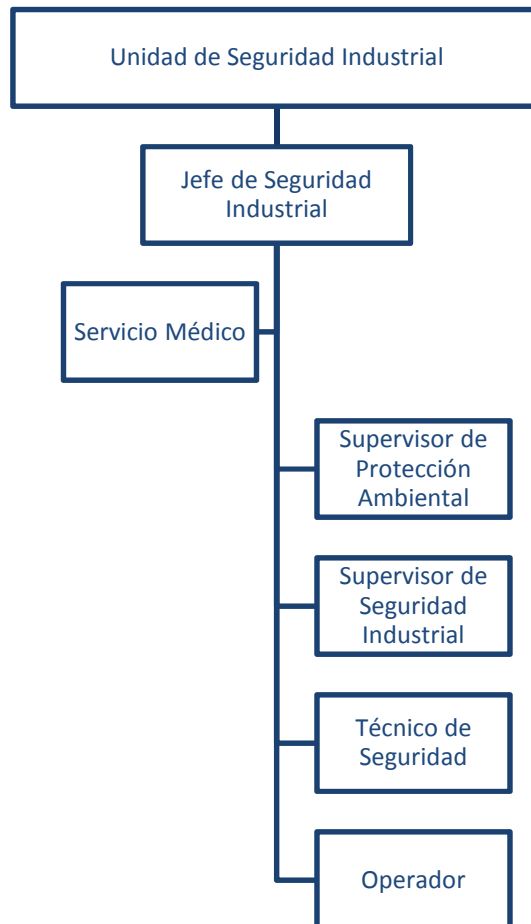 Unidad de Seguridad Industrial
Jefe de Seguridad
Industrial
Servicio Médico
Supervisor de
Protección
Ambiental
Supervisor de
Seguridad
Industrial
Técnico de
Seguridad
Operador